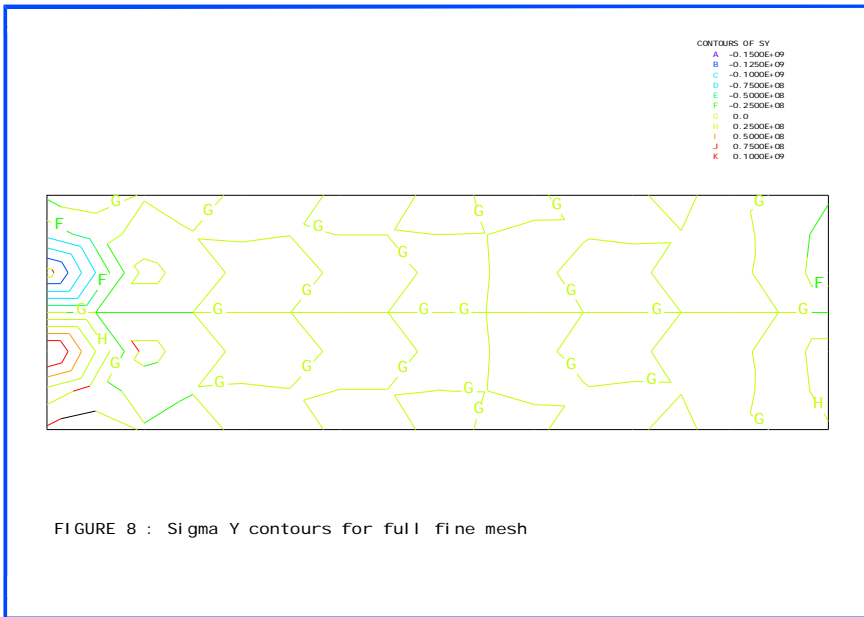 CONTOURS OF SY
A -0.1500E+09
B -0.1250E+09
C -0.1000E+09
D -0.7500E+08
E -0.5000E+08
F -0.2500E+08
G 0.0
H 0.2500E+08
I 0.5000E+08
J 0.7500E+08
K 0.1000E+09
G G G G G
F G G
G
F G G G F
G G G G G G
H
G G G G
G G G H
G G
FIGURE 8 : Sigma Y contours for full fine mesh